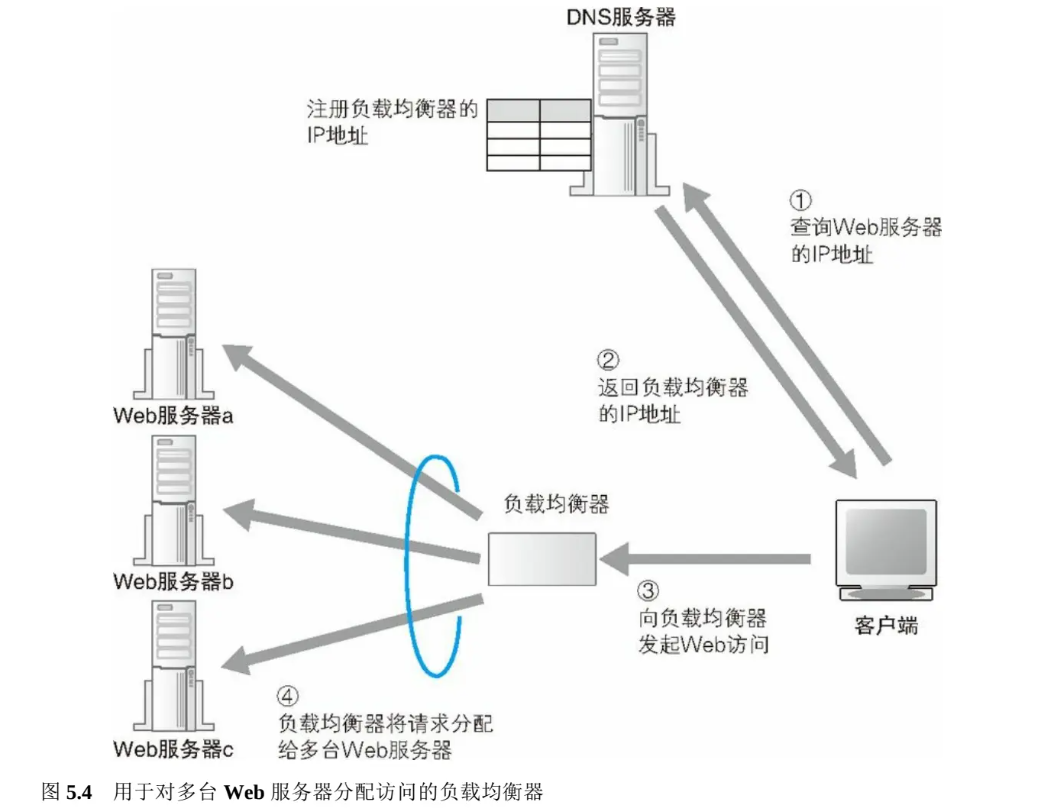 DNS服务器
注册负载均衡器的
IP地址
①
查询Web服务器
的IP地址
②
返回负载均衡器
的IP地址
Web服务器a
负载均衡器
Web服务器b
③
向负载均衡器
发起Web访问
客户端
④
负载均衡器将请求分配
给多台Web服务器
Web服务器c
图 5.4 用于对多台 Web 服务器分配访问的负载均衡器